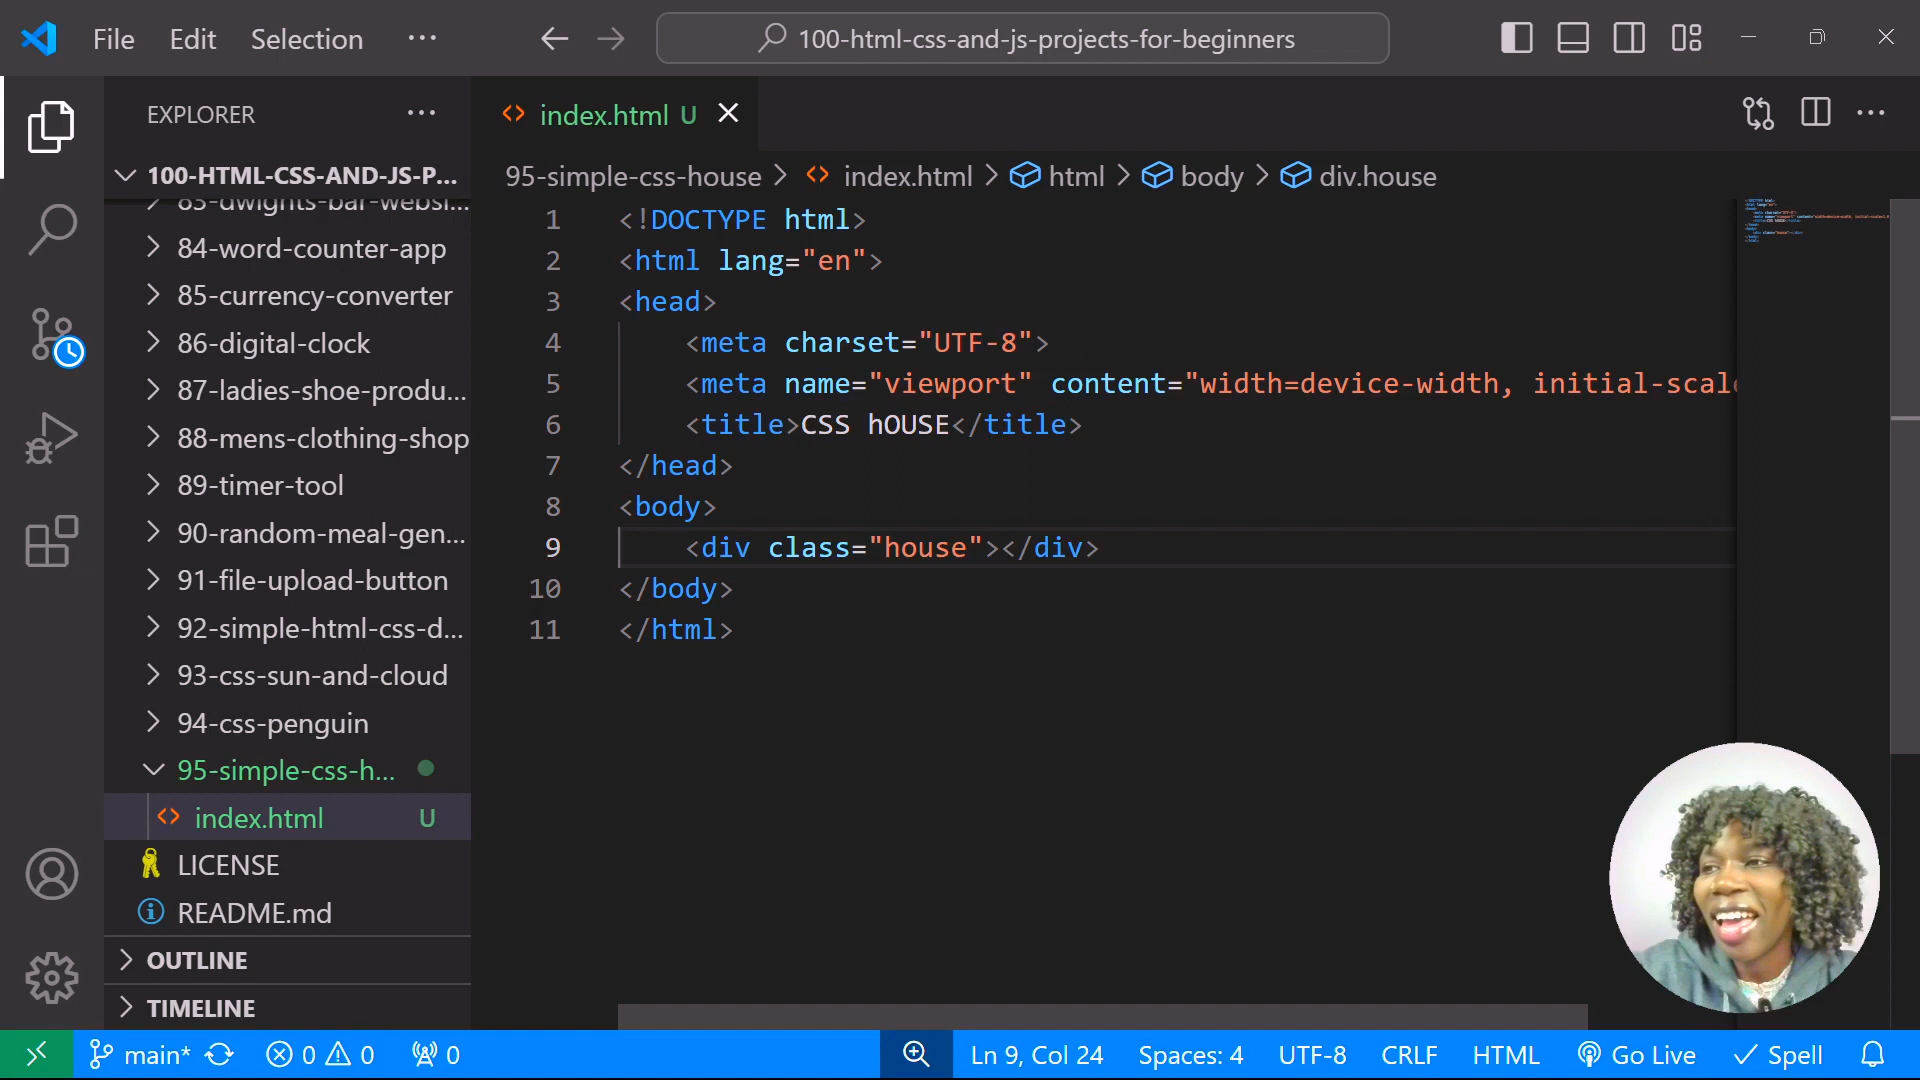 File Edit Selection ···
100-html-css-and-js-projects-for-beginners
EXPLORER ···
100-HTML-CSS-AND-JS-P...
83-dwights-bar-websi...
84-word-counter-app
85-currency-converter
86-digital-clock
87-ladies-shoe-produ...
88-mens-clothing-shop
89-timer-tool
90-random-meal-gen...
91-file-upload-button
92-simple-html-css-d...
93-css-sun-and-cloud
94-css-penguin
95-simple-css-h...
index.html U
LICENSE
README.md
OUTLINE
TIMELINE
index.html U
95-simple-css-house > index.html > html > body > div.house
1 <!DOCTYPE html>
2 <html lang="en">
3 <head>
4 <meta charset="UTF-8">
5 <meta name="viewport" content="width=device-width, initial-scale
6 <title>CSS hOUSE</title>
7 </head>
8 <body>
9 <div class="house"></div>
10 </body>
11 </html>
main* 0 0 0 Ln 9, Col 24 Spaces: 4 UTF-8 CRLF HTML Go Live Spell